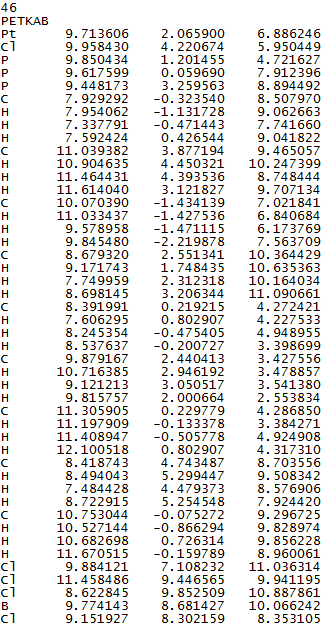 46
PETKAB
Pt 9.713606 2.065900 6.886246
Cl 9.958430 4.220674 5.950449
P 9.850434 1.201455 4.721627
P 9.617599 0.059690 7.912396
P 9.448173 3.259563 8.894492
C 7.929292 -0.323540 8.507970
H 7.954062 -1.131728 9.062663
H 7.337791 -0.471443 7.741660
H 7.592424 0.426544 9.041822
C 11.039382 3.877194 9.465057
H 10.904635 4.450321 10.247399
H 11.464431 4.393536 8.748444
H 11.614040 3.121827 9.707134
C 10.070390 -1.434139 7.021841
H 11.033437 -1.427536 6.840684
H 9.578958 -1.471115 6.173769
H 9.845480 -2.219878 7.563709
C 8.679320 2.551341 10.364429
H 9.171743 1.748435 10.635363
H 7.749959 2.312318 10.164034
H 8.698145 3.206344 11.090661
C 8.391991 0.219215 4.272421
H 7.606295 0.802907 4.227533
H 8.245354 -0.475405 4.948955
H 8.537637 -0.200727 3.398699
C 9.879167 2.440413 3.427556
H 10.716385 2.946192 3.478857
H 9.121213 3.050517 3.541380
H 9.815757 2.000664 2.553834
C 11.305905 0.229779 4.286850
H 11.197909 -0.133378 3.384271
H 11.408947 -0.505778 4.924908
H 12.100518 0.802907 4.317310
C 8.418743 4.743487 8.703556
H 8.494043 5.299447 9.508342
H 7.484428 4.479373 8.576906
H 8.722915 5.254548 7.924420
C 10.753044 -0.075272 9.296725
H 10.527144 -0.866294 9.828974
H 10.682698 0.726314 9.856228
H 11.670515 -0.159789 8.960061
Cl 9.884121 7.108232 11.036314
Cl 11.458486 9.446565 9.941195
Cl 8.622845 9.852509 10.887861
B 9.774143 8.681427 10.066242
Cl 9.151927 8.302159 8.353105